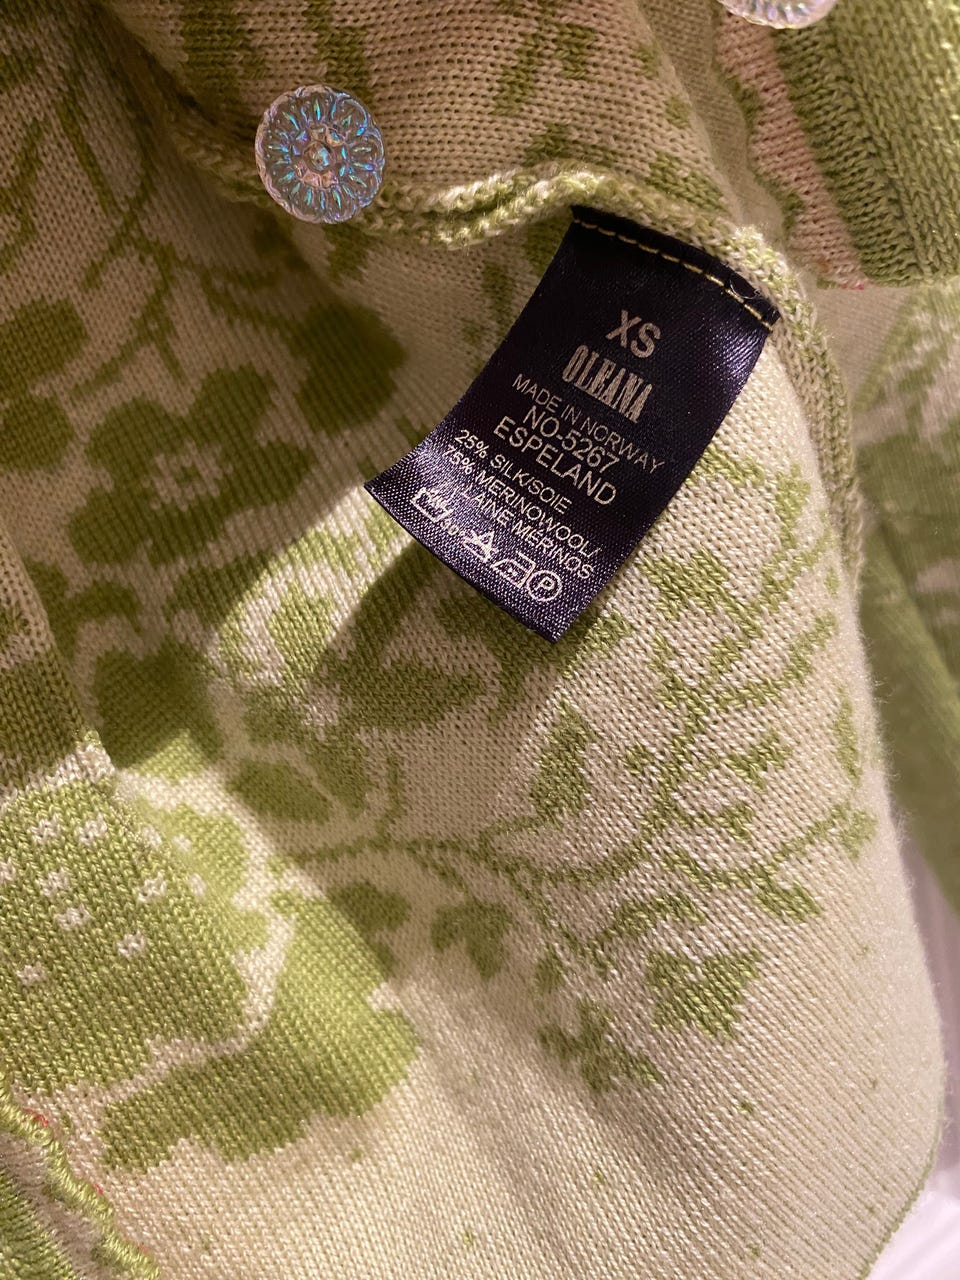 XS
OLEANA
MADE IN NORWAY
NO-5267
ESPELAND
25% SILK/SOIE
75% MERINOWOOL/
LAINE MERINOS
P